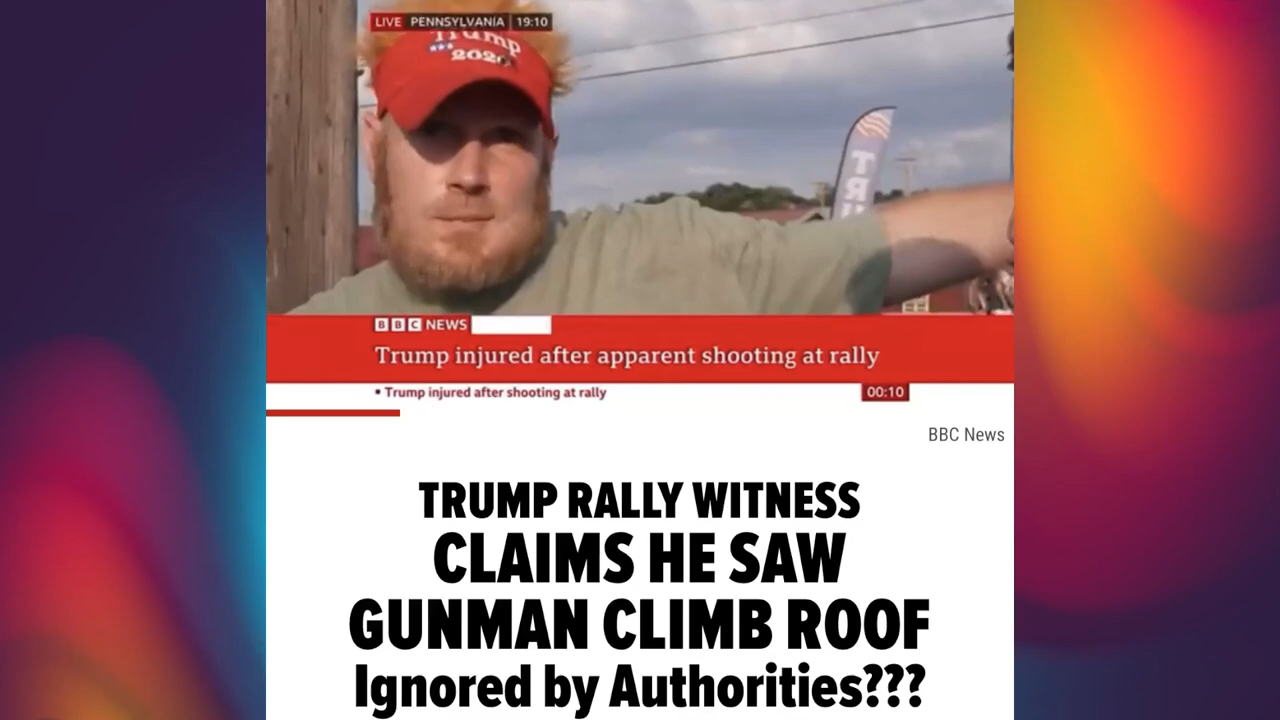 LIVE PENNSYLVANIA 19:10
Trump
2020
TRU
BBC NEWS
Trump injured after apparent shooting at rally
▪ Trump injured after shooting at rally 00:10
BBC News
TRUMP RALLY WITNESS
CLAIMS HE SAW
GUNMAN CLIMB ROOF
Ignored by Authorities???